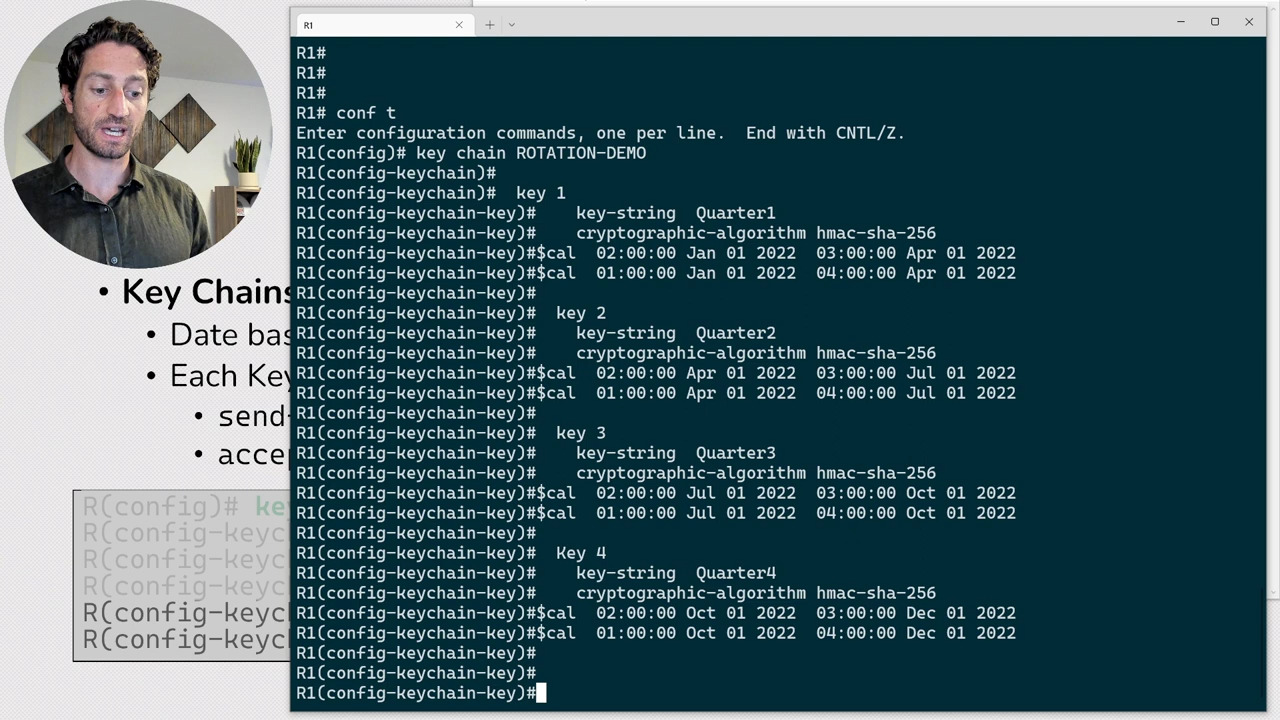 R1
R1#
R1#
R1#
R1# conf t
Enter configuration commands, one per line.  End with CNTL/Z.
R1(config)# key chain ROTATION-DEMO
R1(config-keychain)#
R1(config-keychain)#  key 1
R1(config-keychain-key)#    key-string  Quarter1
R1(config-keychain-key)#    cryptographic-algorithm hmac-sha-256
R1(config-keychain-key)#$cal  02:00:00 Jan 01 2022  03:00:00 Apr 01 2022
R1(config-keychain-key)#$cal  01:00:00 Jan 01 2022  04:00:00 Apr 01 2022
R1(config-keychain-key)#
R1(config-keychain-key)#  key 2
R1(config-keychain-key)#    key-string  Quarter2
R1(config-keychain-key)#    cryptographic-algorithm hmac-sha-256
R1(config-keychain-key)#$cal  02:00:00 Apr 01 2022  03:00:00 Jul 01 2022
R1(config-keychain-key)#$cal  01:00:00 Apr 01 2022  04:00:00 Jul 01 2022
R1(config-keychain-key)#
R1(config-keychain-key)#  key 3
R1(config-keychain-key)#    key-string  Quarter3
R1(config-keychain-key)#    cryptographic-algorithm hmac-sha-256
R1(config-keychain-key)#$cal  02:00:00 Jul 01 2022  03:00:00 Oct 01 2022
R1(config-keychain-key)#$cal  01:00:00 Jul 01 2022  04:00:00 Oct 01 2022
R1(config-keychain-key)#
R1(config-keychain-key)#  Key 4
R1(config-keychain-key)#    key-string  Quarter4
R1(config-keychain-key)#    cryptographic-algorithm hmac-sha-256
R1(config-keychain-key)#$cal  02:00:00 Oct 01 2022  03:00:00 Dec 01 2022
R1(config-keychain-key)#$cal  01:00:00 Oct 01 2022  04:00:00 Dec 01 2022
R1(config-keychain-key)#
R1(config-keychain-key)#
R1(config-keychain-key)#
• Key Chains
• Date bas
• Each Key
• send-
• accep
R(config)# key
R(config-keyc
R(config-keyc
R(config-keyc
R(config-keych
R(config-keych